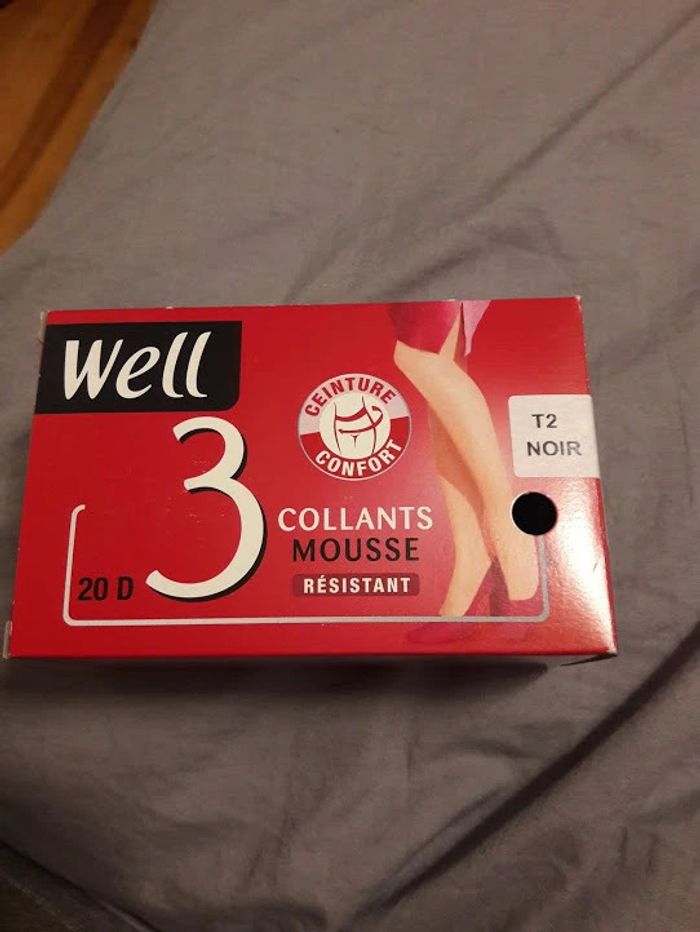 Well
CEINTURE
CONFORT
T2
NOIR
3
COLLANTS
MOUSSE
20 D
RÉSISTANT